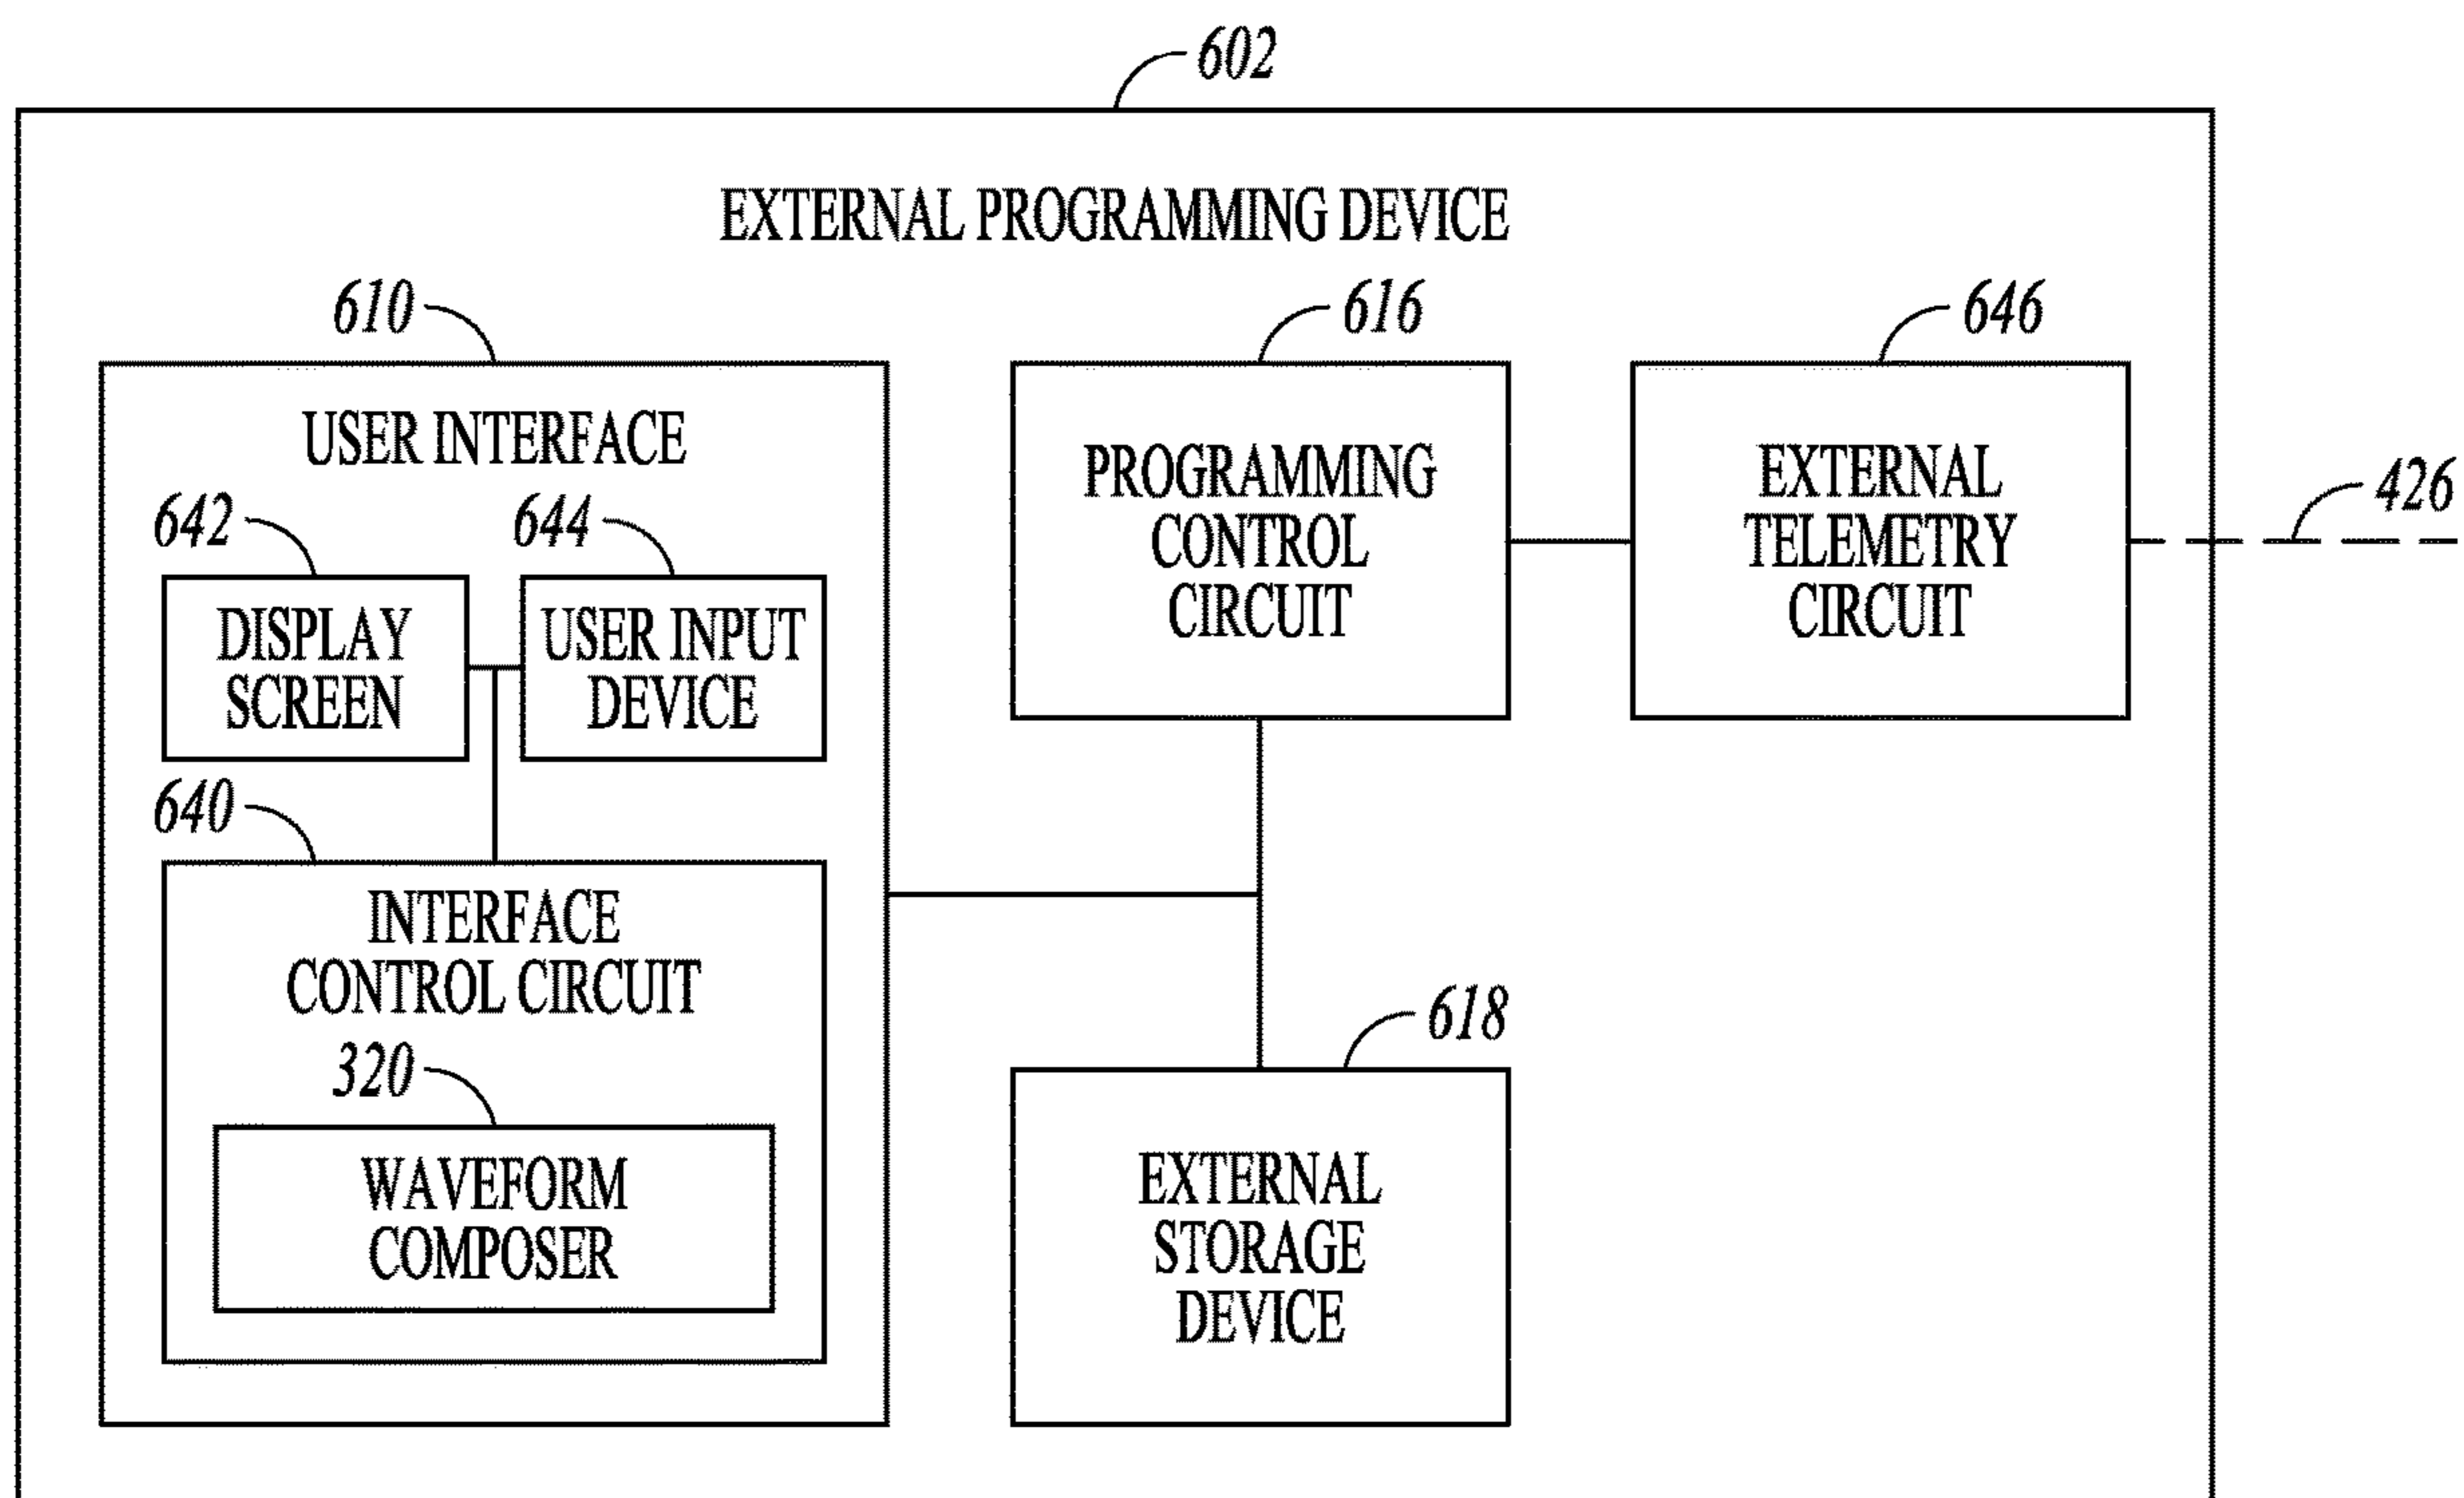 602
EXTERNAL PROGRAMMING DEVICE
610
616
646
USER INTERFACE
642
644
DISPLAY
SCREEN
USER INPUT
DEVICE
640
INTERFACE
CONTROL CIRCUIT
320
WAVEFORM
COMPOSER
PROGRAMMING
CONTROL
CIRCUIT
EXTERNAL
TELEMETRY
CIRCUIT
426
618
EXTERNAL
STORAGE
DEVICE